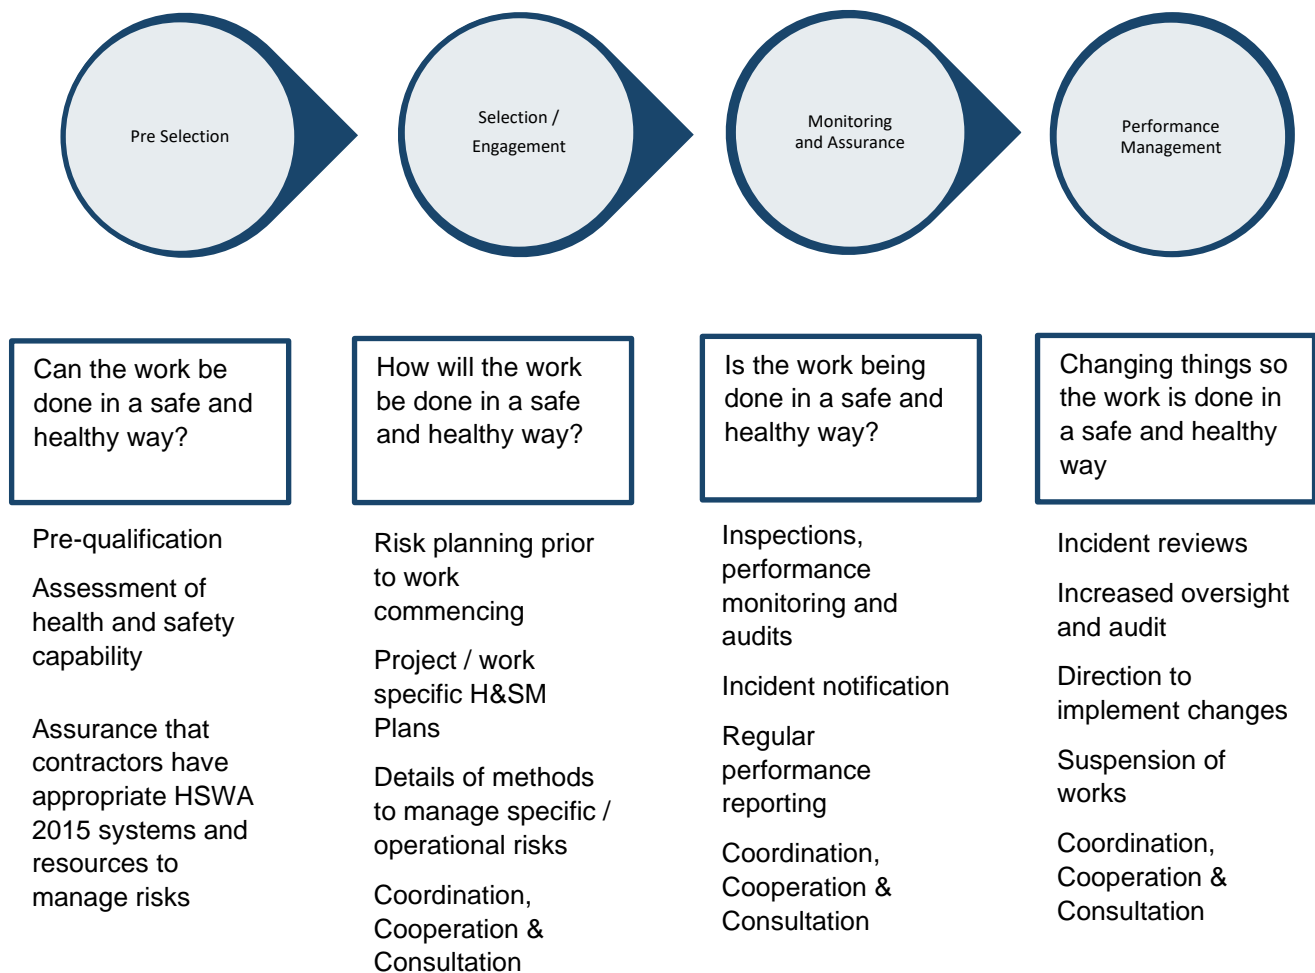 Pre Selection
Selection /
Engagement
Monitoring
and Assurance
Performance
Management
Can the work be
done in a safe and
healthy way?
How will the work
be done in a safe
and healthy way?
Is the work being
done in a safe and
healthy way?
Changing things so
the work is done in
a safe and healthy
way
Pre-qualification
Assessment of
health and safety
capability
Assurance that
contractors have
appropriate HSWA
2015 systems and
resources to
manage risks
Risk planning prior
to work
commencing
Project / work
specific H&SM
Plans
Details of methods
to manage specific /
operational risks
Coordination,
Cooperation &
Consultation
Inspections,
performance
monitoring and
audits
Incident notification
Regular
performance
reporting
Coordination,
Cooperation &
Consultation
Incident reviews
Increased oversight
and audit
Direction to
implement changes
Suspension of
works
Coordination,
Cooperation &
Consultation